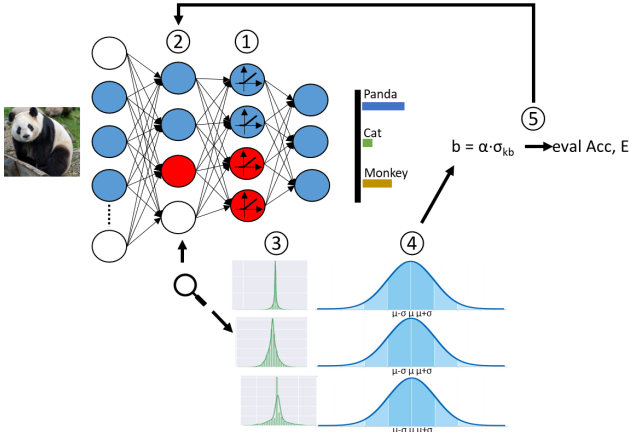 ② ①
⑤
Panda
Cat
Monkey
b = α·σkb eval Acc, E
③ ④
μ-σ μ μ+σ
μ-σ μ μ+σ
μ-σ μ μ+σ